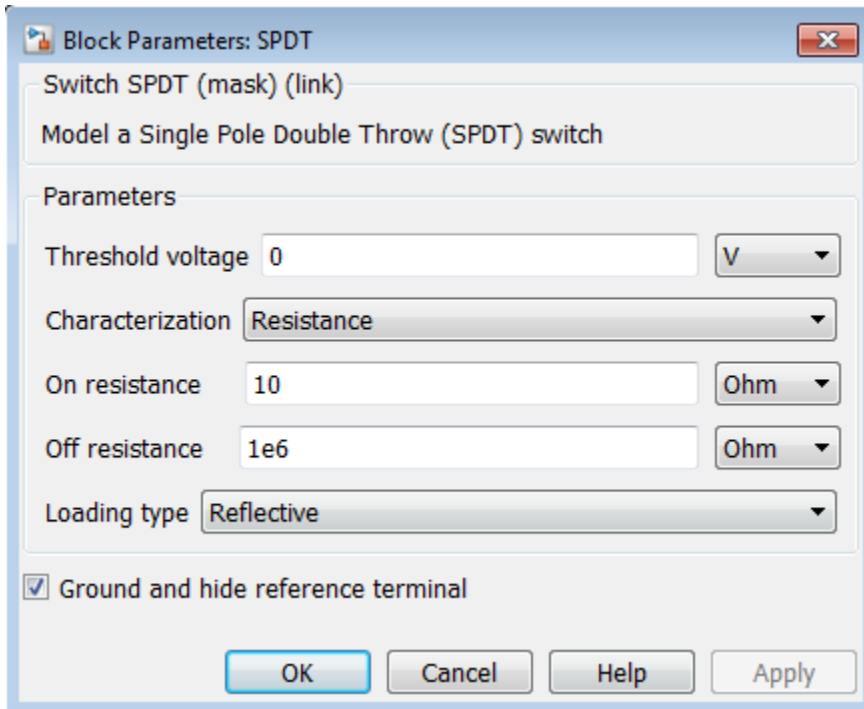 Block Parameters: SPDT
Switch SPDT (mask) (link)
Model a Single Pole Double Throw (SPDT) switch
Parameters
Threshold voltage 0 V
Characterization Resistance
On resistance 10 Ohm
Off resistance 1e6 Ohm
Loading type Reflective
Ground and hide reference terminal
OK Cancel Help Apply